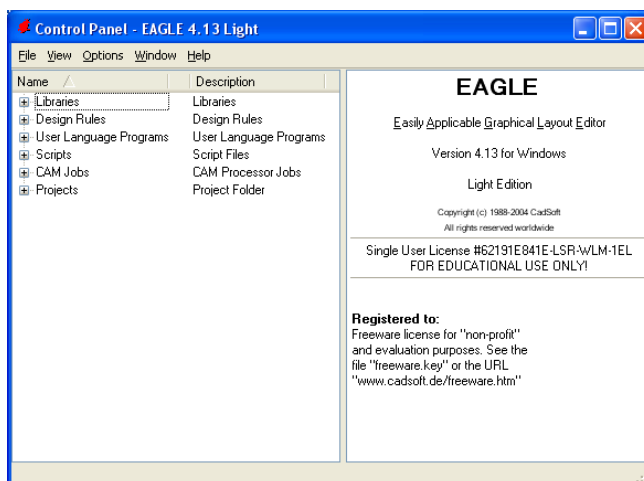 Control Panel - EAGLE 4.13 Light
File View Options Window Help
Name Description
Libraries Libraries
Design Rules Design Rules
User Language Programs User Language Programs
Scripts Script Files
CAM Jobs CAM Processor Jobs
Projects Project Folder
EAGLE
Easily Applicable Graphical Layout Editor
Version 4.13 for Windows
Light Edition
Copyright (c) 1988-2004 CadSoft
All rights reserved worldwide
Single User License #62191E841E-LSR-WLM-1EL
FOR EDUCATIONAL USE ONLY!
Registered to:
Freeware license for "non-profit"
and evaluation purposes. See the
file "freeware.key" or the URL
"www.cadsoft.de/freeware.htm"